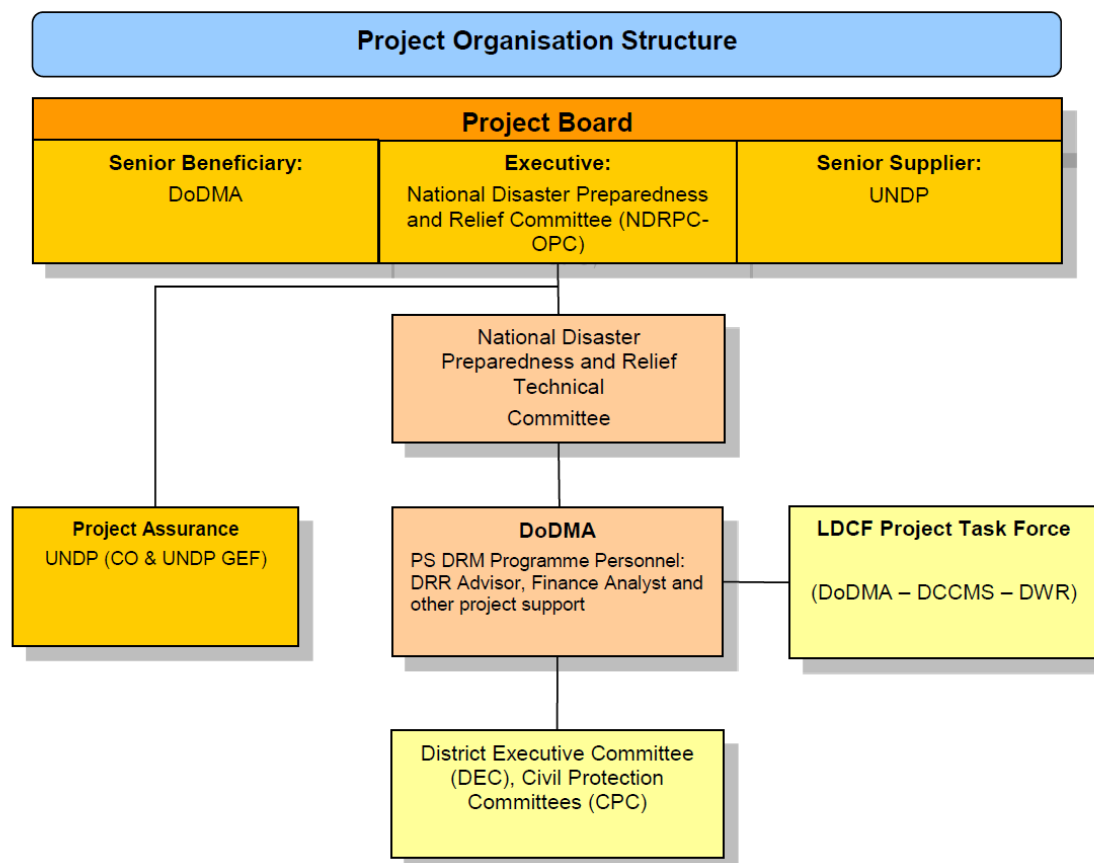 Project Organisation Structure
Project Board
Senior Beneficiary:
DoDMA
Executive:
National Disaster Preparedness
and Relief Committee (NDRPC-
OPC)
Senior Supplier:
UNDP
National Disaster
Preparedness and Relief
Technical
Committee
Project Assurance
UNDP (CO & UNDP GEF)
DoDMA
PS DRM Programme Personnel:
DRR Advisor, Finance Analyst and
other project support
LDCF Project Task Force
(DoDMA – DCCMS – DWR)
District Executive Committee
(DEC), Civil Protection
Committees (CPC)